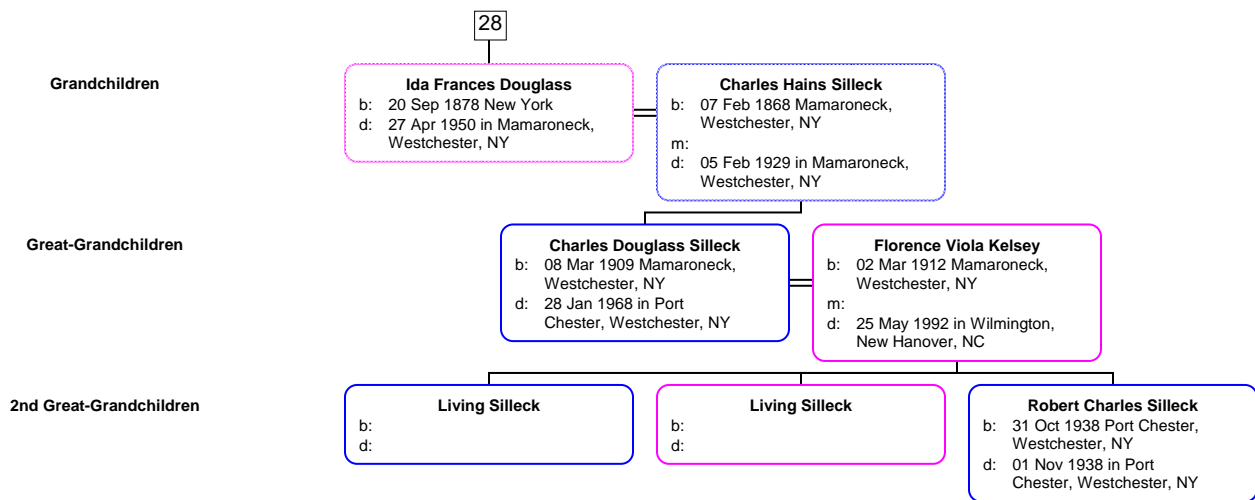 28
Grandchildren
Ida Frances Douglass
b: 20 Sep 1878 New York
d: 27 Apr 1950 in Mamaroneck,
Westchester, NY
Charles Hains Silleck
b: 07 Feb 1868 Mamaroneck,
Westchester, NY
m:
d: 05 Feb 1929 in Mamaroneck,
Westchester, NY
Great-Grandchildren
Charles Douglass Silleck
b: 08 Mar 1909 Mamaroneck,
Westchester, NY
d: 28 Jan 1968 in Port
Chester, Westchester, NY
Florence Viola Kelsey
b: 02 Mar 1912 Mamaroneck,
Westchester, NY
m:
d: 25 May 1992 in Wilmington,
New Hanover, NC
2nd Great-Grandchildren
Living Silleck
b:
d:
Living Silleck
b:
d:
Robert Charles Silleck
b: 31 Oct 1938 Port Chester,
Westchester, NY
d: 01 Nov 1938 in Port
Chester, Westchester, NY